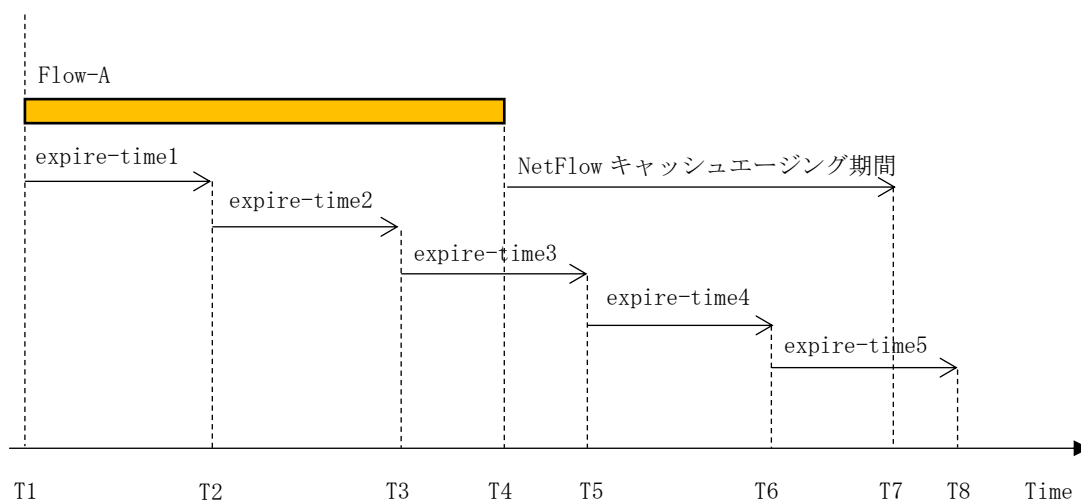 Flow-A
expire-time1
NetFlow キャッシュエージング期間
expire-time2
expire-time3
expire-time4
expire-time5
T1 T2 T3 T4 T5 T6 T7 T8 Time